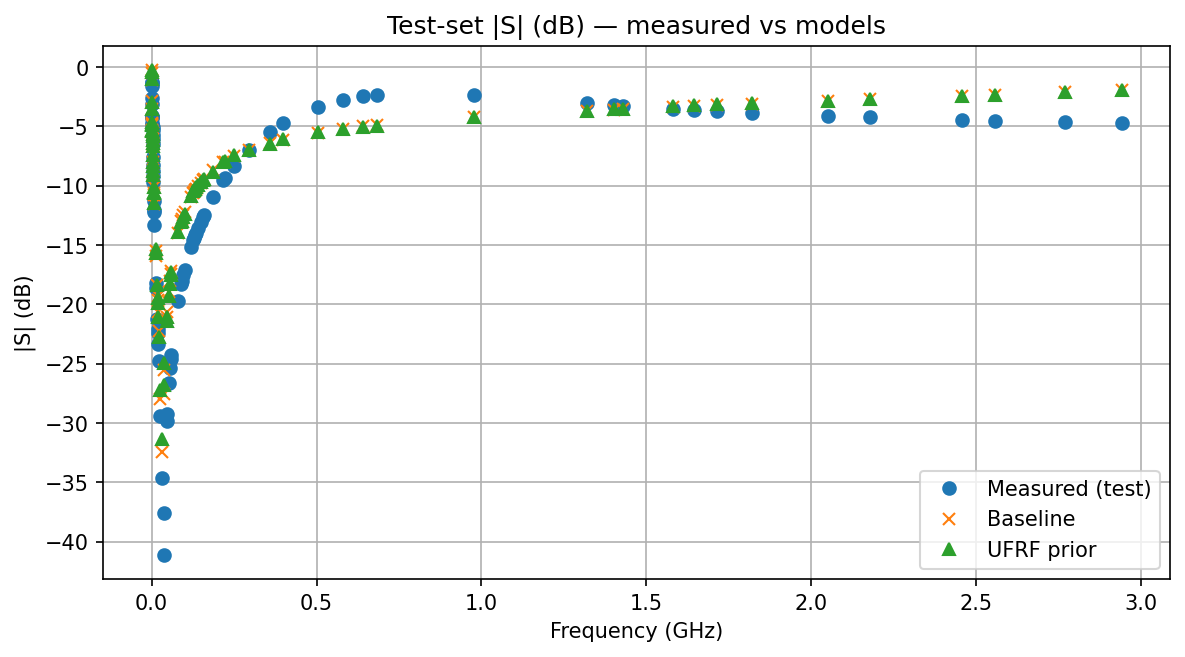 Test-set |S| (dB) — measured vs models
0
−5
−10
−15
−20
−25
−30
−35
−40
|S| (dB)
Measured (test)
Baseline
UFRF prior
0.0 0.5 1.0 1.5 2.0 2.5 3.0
Frequency (GHz)